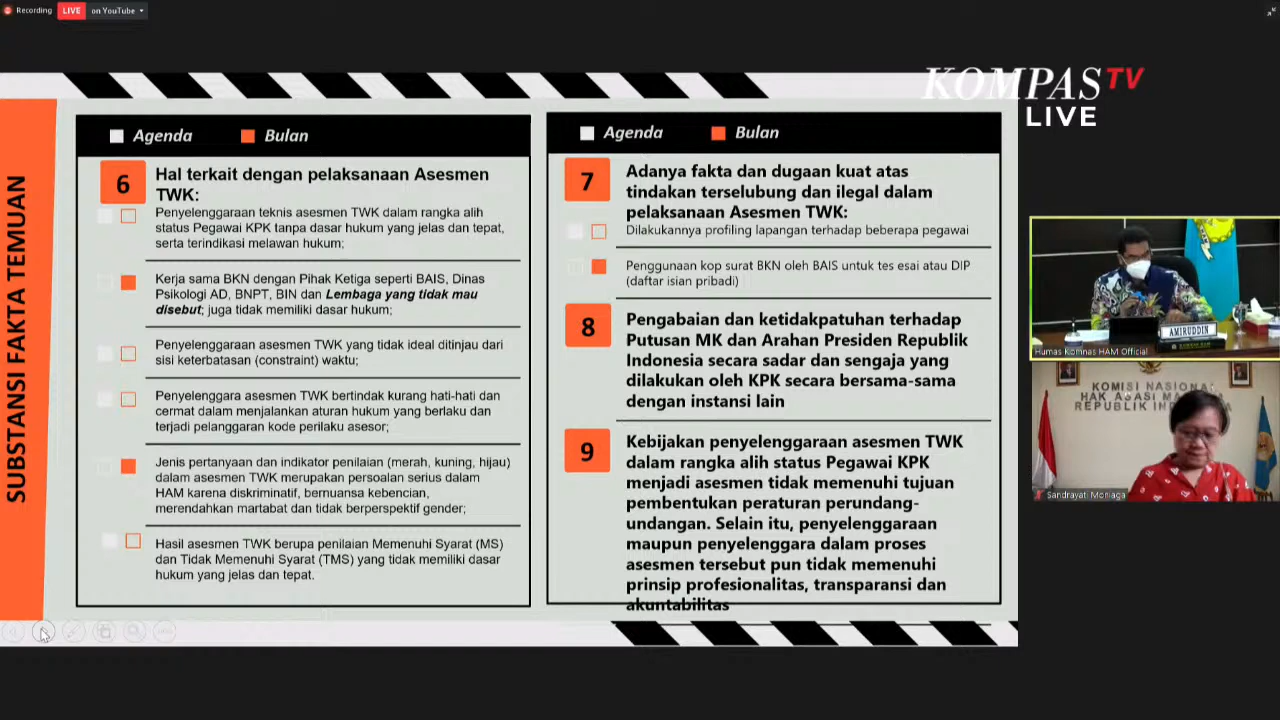 Recording
LIVE
on YouTube
KOMPAS TV
LIVE
SUBSTANSI FAKTA TEMUAN
Agenda
Bulan
6
Hal terkait dengan pelaksanaan Asesmen
TWK:
Penyelenggaraan teknis asesmen TWK dalam rangka alih
status Pegawai KPK tanpa dasar hukum yang jelas dan tepat,
serta terindikasi melawan hukum;
Kerja sama BKN dengan Pihak Ketiga seperti BAIS, Dinas
Psikologi AD, BNPT, BIN dan Lembaga yang tidak mau
disebut; juga tidak memiliki dasar hukum;
Penyelenggaraan asesmen TWK yang tidak ideal ditinjau dari
sisi keterbatasan (constraint) waktu;
Penyelenggara asesmen TWK bertindak kurang hati-hati dan
cermat dalam menjalankan aturan hukum yang berlaku dan
terjadi pelanggaran kode perilaku asesor;
Jenis pertanyaan dan indikator penilaian (merah, kuning, hijau)
dalam asesmen TWK merupakan persoalan serius dalam
HAM karena diskriminatif, bernuansa kebencian,
merendahkan martabat dan tidak berperspektif gender;
Hasil asesmen TWK berupa penilaian Memenuhi Syarat (MS)
dan Tidak Memenuhi Syarat (TMS) yang tidak memiliki dasar
hukum yang jelas dan tepat.
Agenda
Bulan
7
Adanya fakta dan dugaan kuat atas
tindakan terselubung dan ilegal dalam
pelaksanaan Asesmen TWK:
Dilakukannya profiling lapangan terhadap beberapa pegawai
Penggunaan kop surat BKN oleh BAIS untuk tes esai atau DIP
(daftar isian pribadi)
8
Pengabaian dan ketidakpatuhan terhadap
Putusan MK dan Arahan Presiden Republik
Indonesia secara sadar dan sengaja yang
dilakukan oleh KPK secara bersama-sama
dengan instansi lain
9
Kebijakan penyelenggaraan asesmen TWK
dalam rangka alih status Pegawai KPK
menjadi asesmen tidak memenuhi tujuan
pembentukan peraturan perundang-
undangan. Selain itu, penyelenggaraan
maupun penyelenggara dalam proses
asesmen tersebut pun tidak memenuhi
prinsip profesionalitas, transparansi dan
akuntabilitas
AMIRUDDIN
Humas Komnas HAM Official
KOMISI NASIONAL
HAK ASASI
REPUBLIK
Sandrayati Moniaga